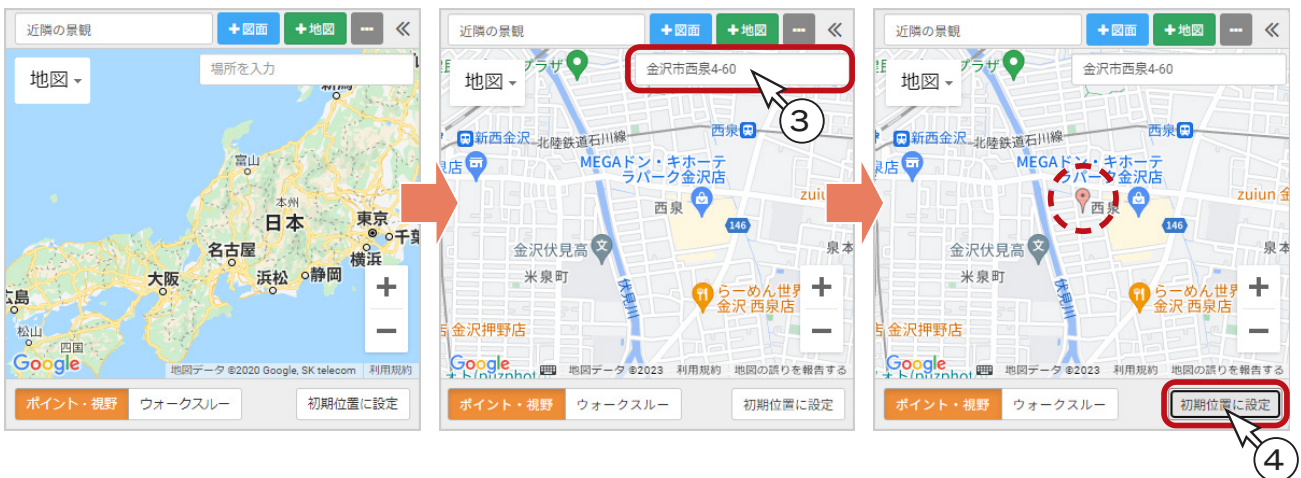 近隣の景観
+図面
+地図
地図
場所を入力
富山
本州
日本
東京
千葉
名古屋
横浜
大阪
浜松
静岡
広島
松山
四国
Google
地図データ ©2020 Google, SK telecom 利用規約
ポイント・視野
ウォークスルー
初期位置に設定
近隣の景観
+図面
+地図
地図
プラザ
金沢市西泉4-60
③
新西金沢
北陸鉄道石川線
西泉
MEGAドン・キホーテ
ラパーク金沢店
zuiun
西泉
146
金沢伏見高
泉本
米泉町
伏見川
らーめん世界
金沢 西泉店
金沢押野店
Google
地図データ ©2023 利用規約 地図の誤りを報告する
ポイント・視野
ウォークスルー
初期位置に設定
近隣の景観
+図面
+地図
地図
プラザ
金沢市西泉4-60
新西金沢
北陸鉄道石川線
西泉
MEGAドン・キホーテ
ラパーク金沢店
zuiun 金
西泉
146
金沢伏見高
泉本
米泉町
伏見川
らーめん世界
金沢 西泉店
金沢押野店
Google
地図データ ©2023 利用規約 地図の誤りを報告する
ポイント・視野
ウォークスルー
初期位置に設定
④